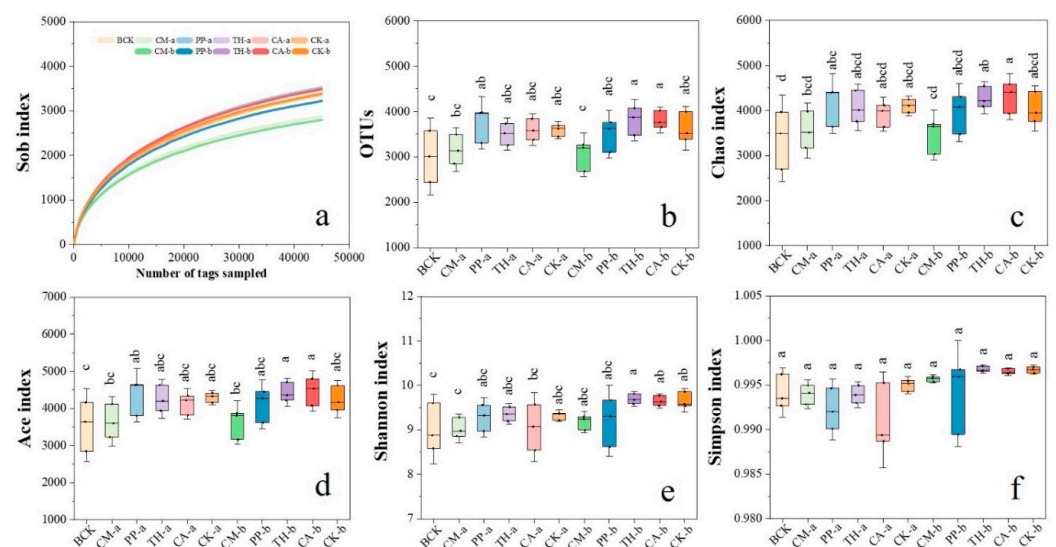 Sob index
5000
4000
3000
2000
1000
0
BCK CM-a PP-a TH-a CA-a CK-a
CM-b PP-b TH-b CA-b CK-b
a
0 10000 20000 30000 40000 50000
Number of tags sampled
OTUs
6000
5000
4000
3000
2000
1000
c bc ab abc abc abc c abc a a abc
b
BCK CM-a PP-a TH-a CA-a CK-a CM-b PP-b TH-b CA-b CK-b
Chao index
6000
5000
4000
3000
2000
1000
d bcd abc abcd abcd abcd cd abcd ab a abcd
c
BCK CM-a PP-a TH-a CA-a CK-a CM-b PP-b TH-b CA-b CK-b
Ace index
7000
6000
5000
4000
3000
2000
1000
c bc ab abc abc abc bc abc a a abc
d
BCK CM-a PP-a TH-a CA-a CK-a CM-b PP-b TH-b CA-b CK-b
Shannon index
12
11
10
9
8
7
c c abc abc bc abc abc abc a ab ab
e
BCK CM-a PP-a TH-a CA-a CK-a CM-b PP-b TH-b CA-b CK-b
Simpson index
1.005
1.000
0.995
0.990
0.985
0.980
a a a a a a a a a a a
f
BCK CM-a PP-a TH-a CA-a CK-a CM-b PP-b TH-b CA-b CK-b